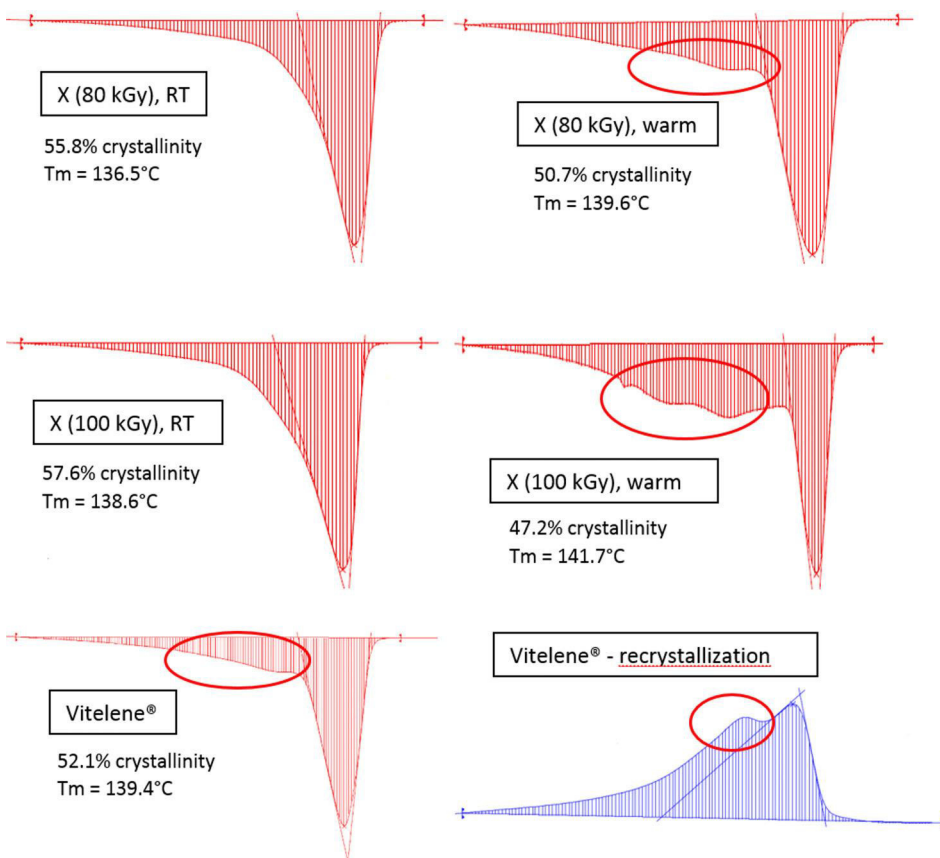 X (80 kGy), RT
55.8% crystallinity
Tm = 136.5°C
X (80 kGy), warm
50.7% crystallinity
Tm = 139.6°C
X (100 kGy), RT
57.6% crystallinity
Tm = 138.6°C
X (100 kGy), warm
47.2% crystallinity
Tm = 141.7°C
Vitelene®
52.1% crystallinity
Tm = 139.4°C
Vitelene® - recrystallization